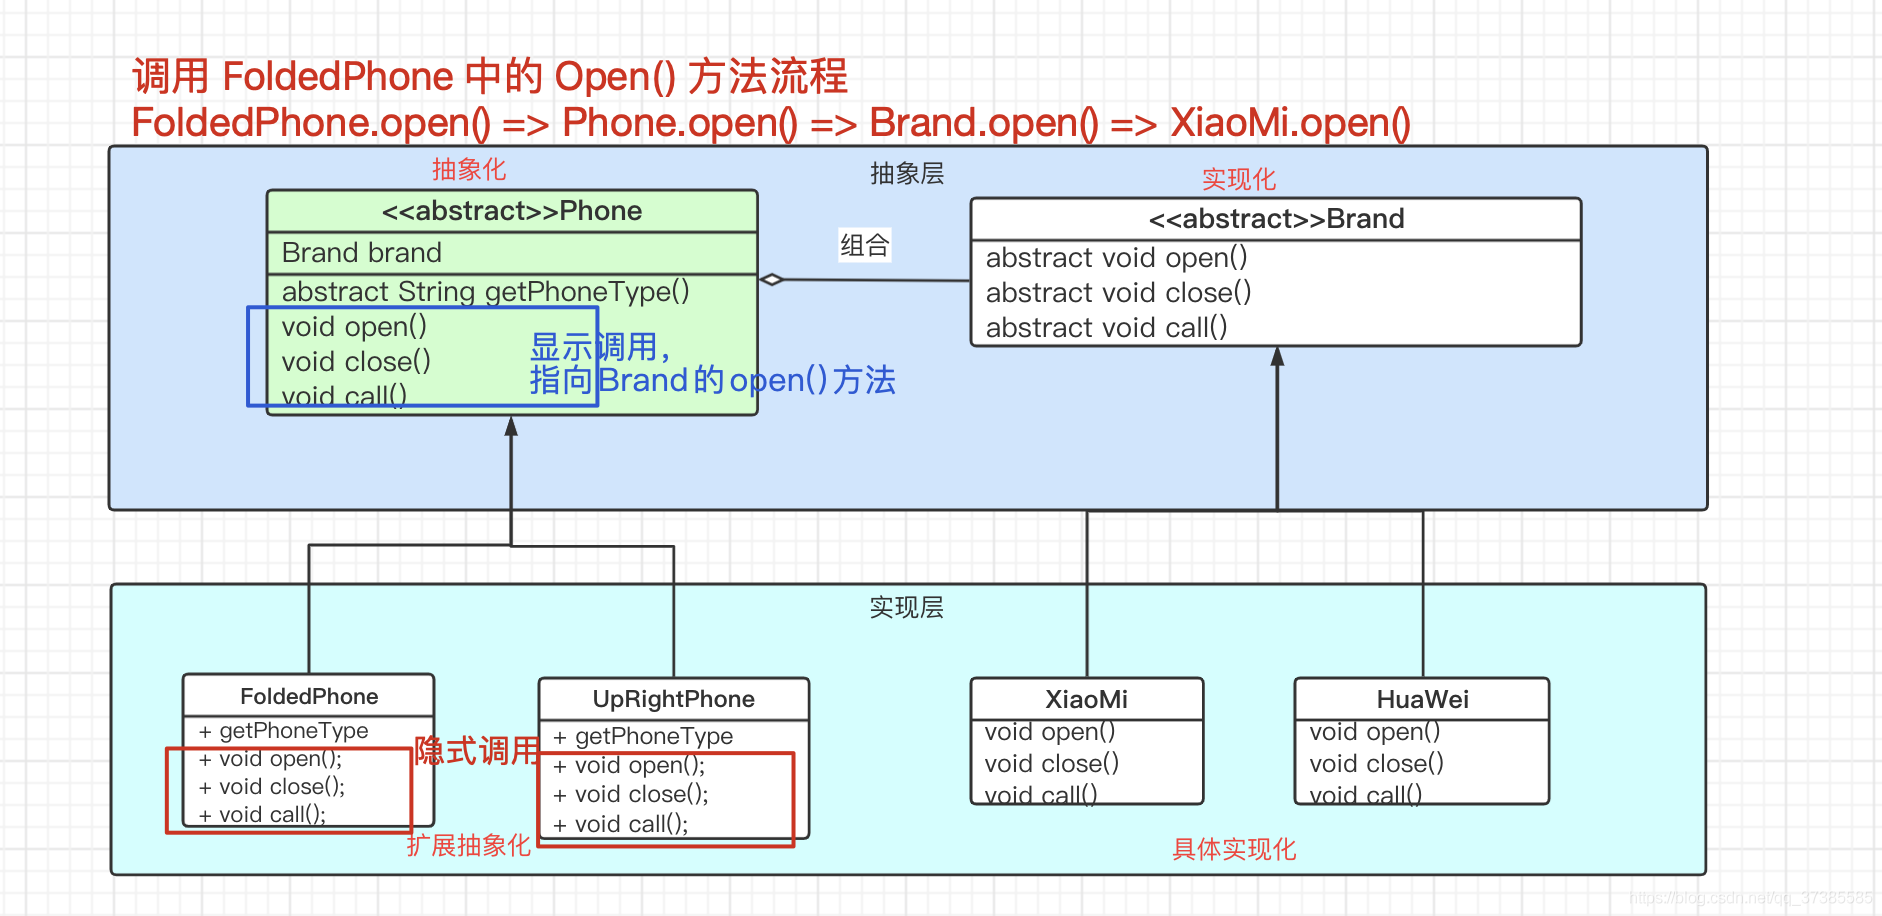 调用 FoldedPhone 中的 Open() 方法流程
FoldedPhone.open() => Phone.open() => Brand.open() => XiaoMi.open()
抽象化
抽象层
实现化
<<abstract>>Phone
Brand brand
abstract String getPhoneType()
void open()
void close()
void call()
显示调用，
指向Brand的open()方法
组合
<<abstract>>Brand
abstract void open()
abstract void close()
abstract void call()
实现层
FoldedPhone
+ getPhoneType
+ void open();
+ void close();
+ void call();
隐式调用
UpRightPhone
+ getPhoneType
+ void open();
+ void close();
+ void call();
扩展抽象化
XiaoMi
void open()
void close()
void call()
HuaWei
void open()
void close()
void call()
具体实现化
https://blog.csdn.net/qq_37385585